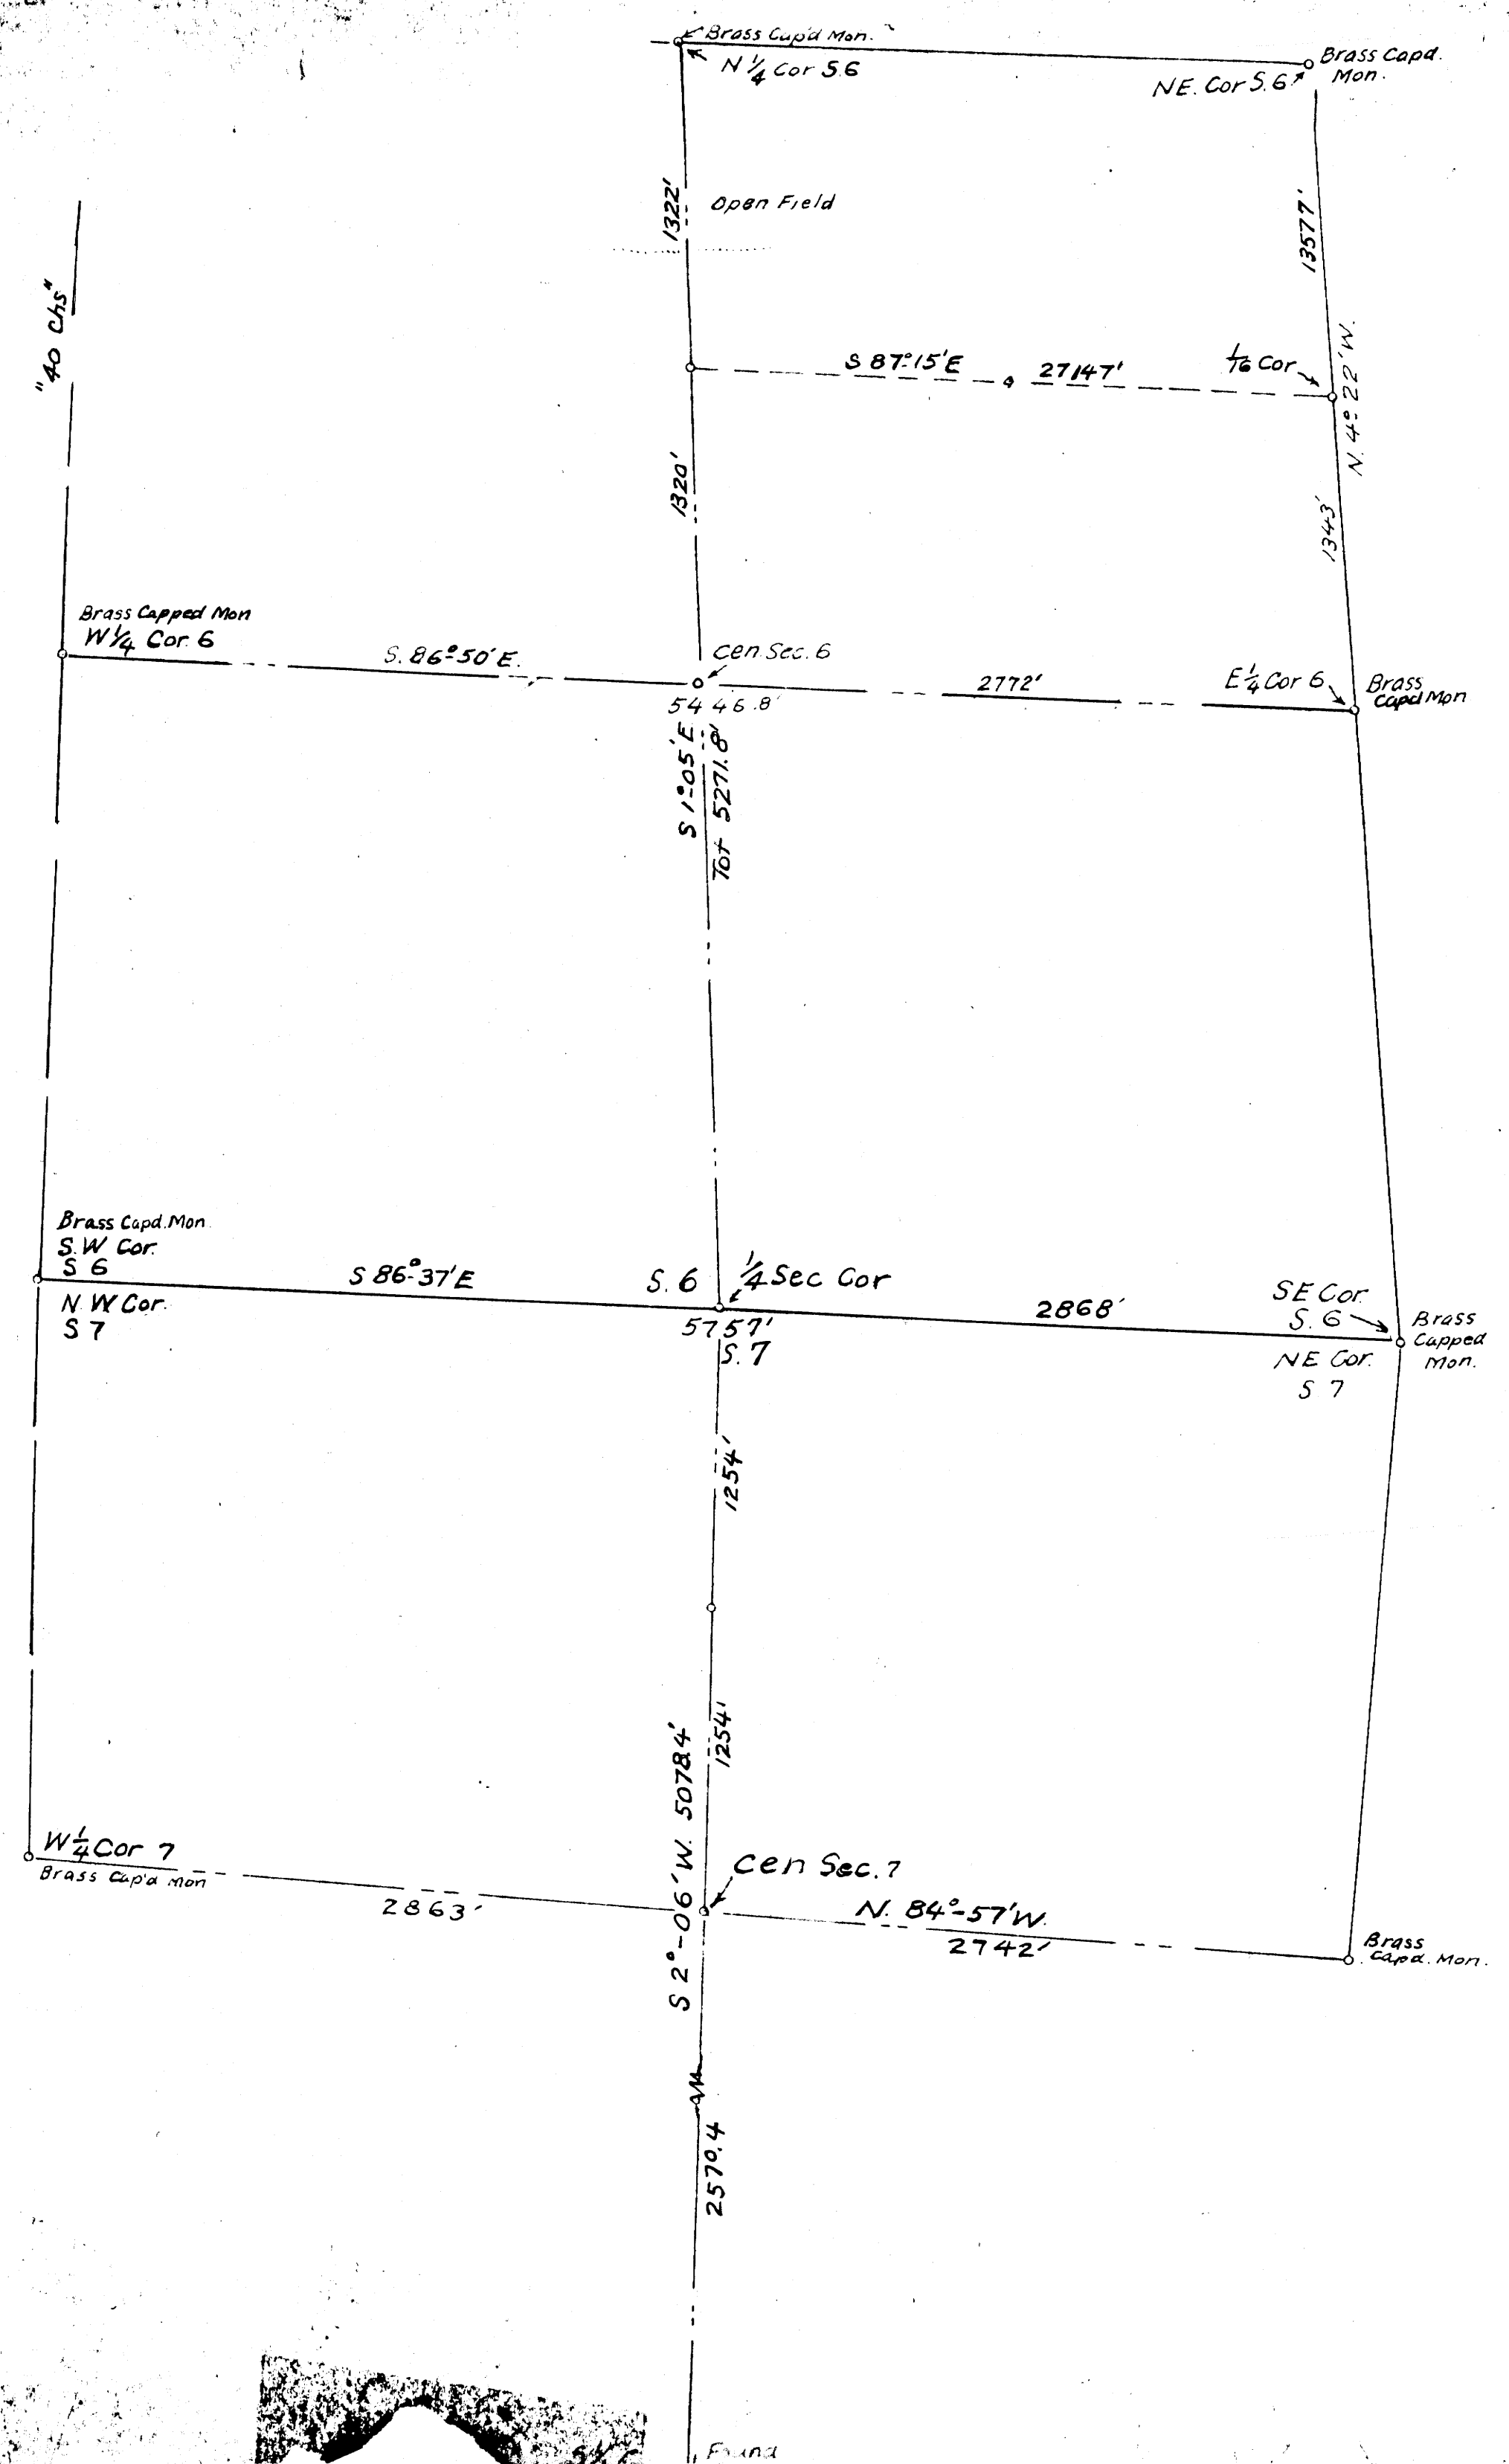 Brass Cap'd Mon.
N 1/4 Cor S.6
Brass Capd.
Mon.
NE. Cor S.6
1322'
Open Field
13577'
"40 Chs"
S 87°15'E
27147'
1/16 Cor
N. 4° 22' W.
1320'
1343'
Brass Capped Mon
W 1/4 Cor. 6
S. 86°50' E.
Cen. Sec. 6
2772'
E 1/4 Cor 6
Brass
Capd Mon
5446.8'
S 1°-05' E
Tot 5271.8'
Brass Capd. Mon.
S.W Cor.
S 6
S 86°-37'E
S. 6
1/4 Sec Cor
2868'
SE Cor.
S. 6
Brass
Capped
Mon.
N. W Cor.
S 7
5757'
S. 7
NE Cor.
S 7
1254'
1254'
S 2°-06' W. 5078.4'
W 1/4 Cor 7
Brass Cap'd Mon
2863'
Cen Sec. 7
N. 84°-57' W.
2742'
Brass
Capd. Mon.
2570.4
Found